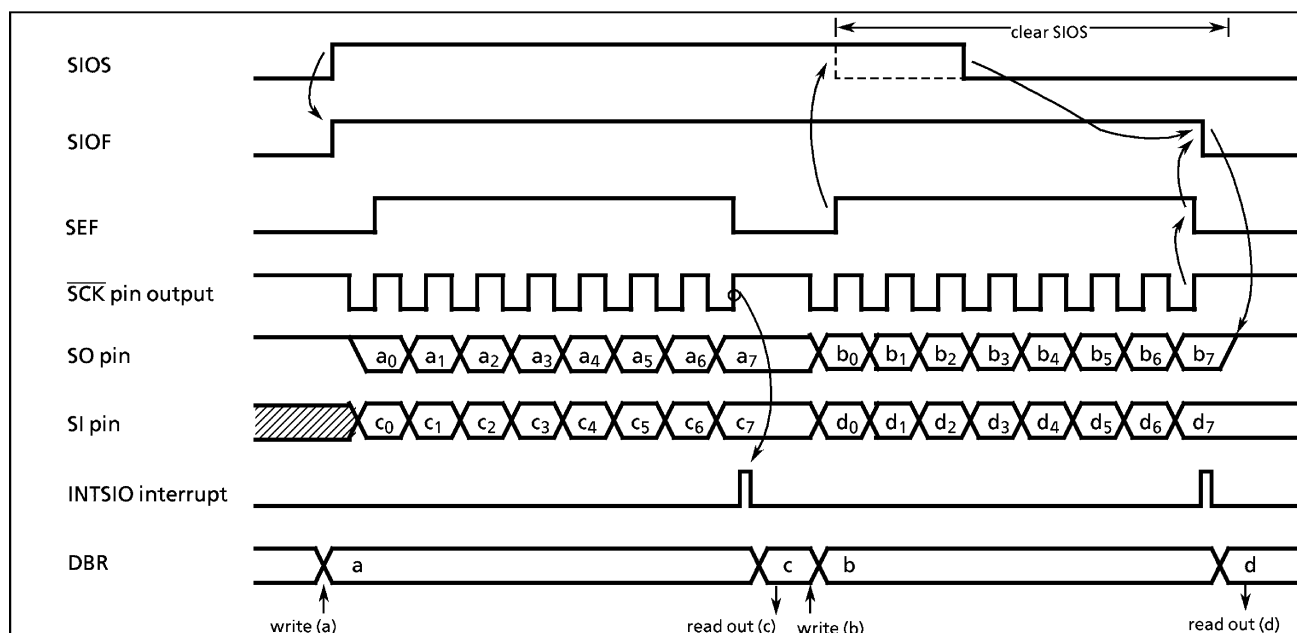 clear SIOS
SIOS
SIOF
SEF
SCK pin output
SO pin a0 a1 a2 a3 a4 a5 a6 a7 b0 b1 b2 b3 b4 b5 b6 b7
SI pin c0 c1 c2 c3 c4 c5 c6 c7 d0 d1 d2 d3 d4 d5 d6 d7
INTSIO interrupt
DBR a c b d
write (a) read out (c) write (b) read out (d)